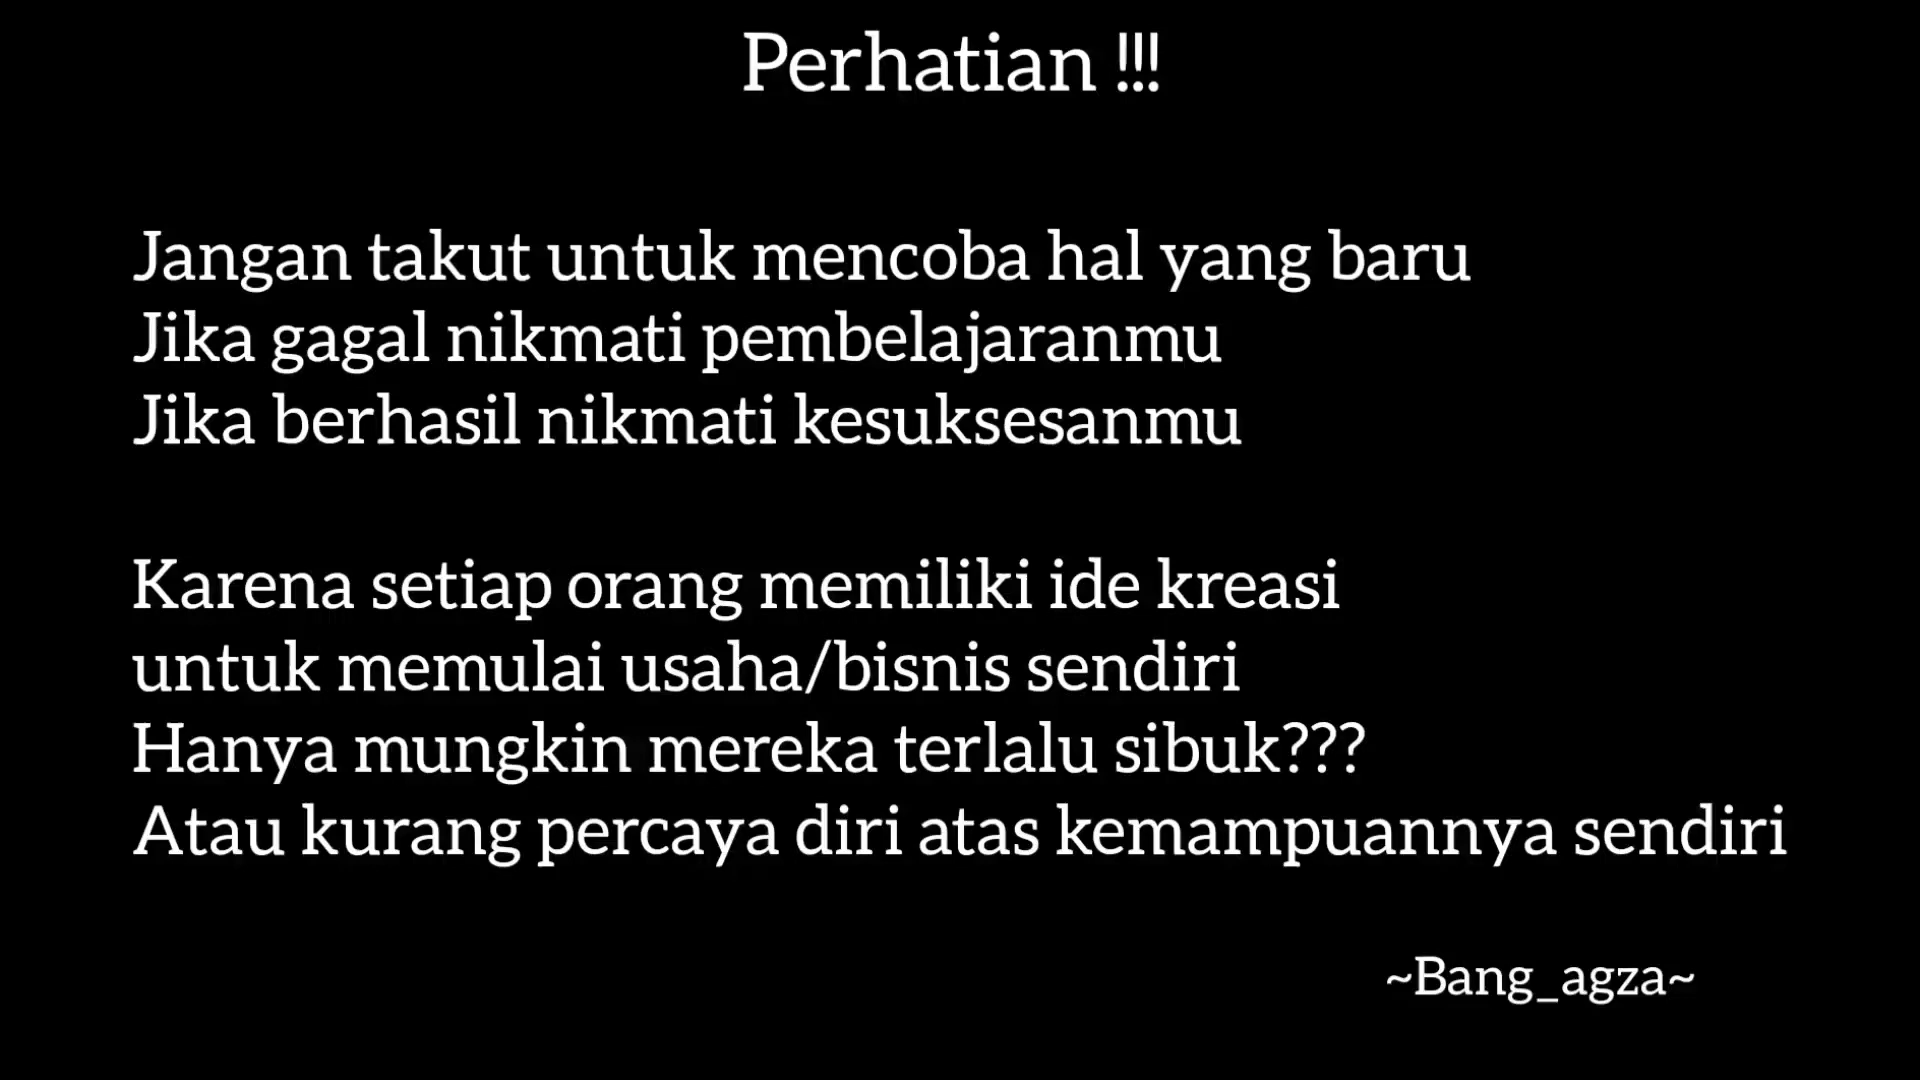 Perhatian !!!
Jangan takut untuk mencoba hal yang baru
Jika gagal nikmati pembelajaranmu
Jika berhasil nikmati kesuksesanmu
Karena setiap orang memiliki ide kreasi
untuk memulai usaha/bisnis sendiri
Hanya mungkin mereka terlalu sibuk???
Atau kurang percaya diri atas kemampuannya sendiri
~Bang_agza~